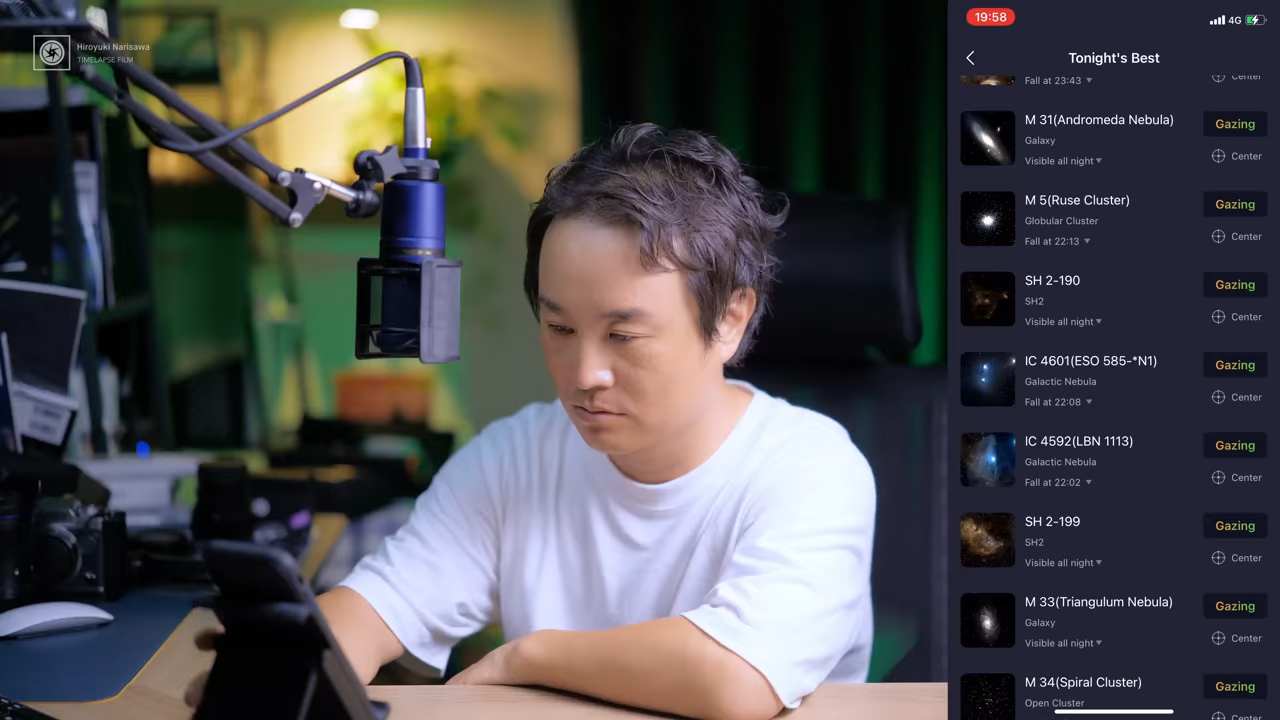 Hiroyuki Narisawa
TIMELAPSE FILM
19:58
4G
Tonight's Best
Fall at 23:43
Center
M 31(Andromeda Nebula)
Galaxy
Visible all night
Gazing
Center
M 5(Ruse Cluster)
Globular Cluster
Fall at 22:13
Gazing
Center
SH 2-190
SH2
Visible all night
Gazing
Center
IC 4601(ESO 585-*N1)
Galactic Nebula
Fall at 22:08
Gazing
Center
IC 4592(LBN 1113)
Galactic Nebula
Fall at 22:02
Gazing
Center
SH 2-199
SH2
Visible all night
Gazing
Center
M 33(Triangulum Nebula)
Galaxy
Visible all night
Gazing
Center
M 34(Spiral Cluster)
Open Cluster
Gazing
Center